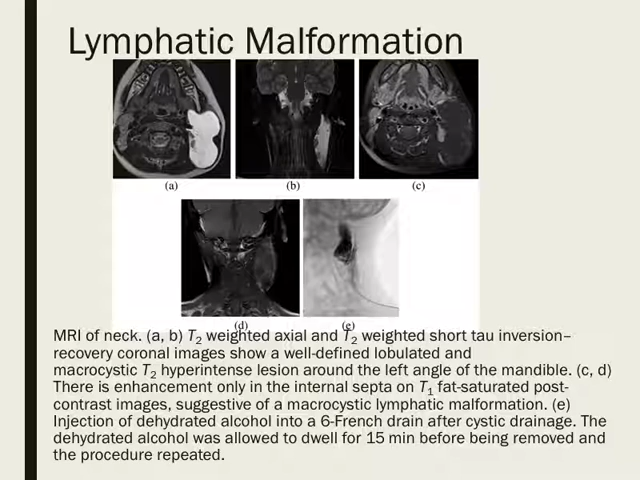 Lymphatic Malformation
(a)
(b)
(c)
(d)
(e)
MRI of neck. (a, b) T2 weighted axial and T2 weighted short tau inversion–
recovery coronal images show a well-defined lobulated and
macrocystic T2 hyperintense lesion around the left angle of the mandible. (c, d)
There is enhancement only in the internal septa on T1 fat-saturated post-
contrast images, suggestive of a macrocystic lymphatic malformation. (e)
Injection of dehydrated alcohol into a 6-French drain after cystic drainage. The
dehydrated alcohol was allowed to dwell for 15 min before being removed and
the procedure repeated.